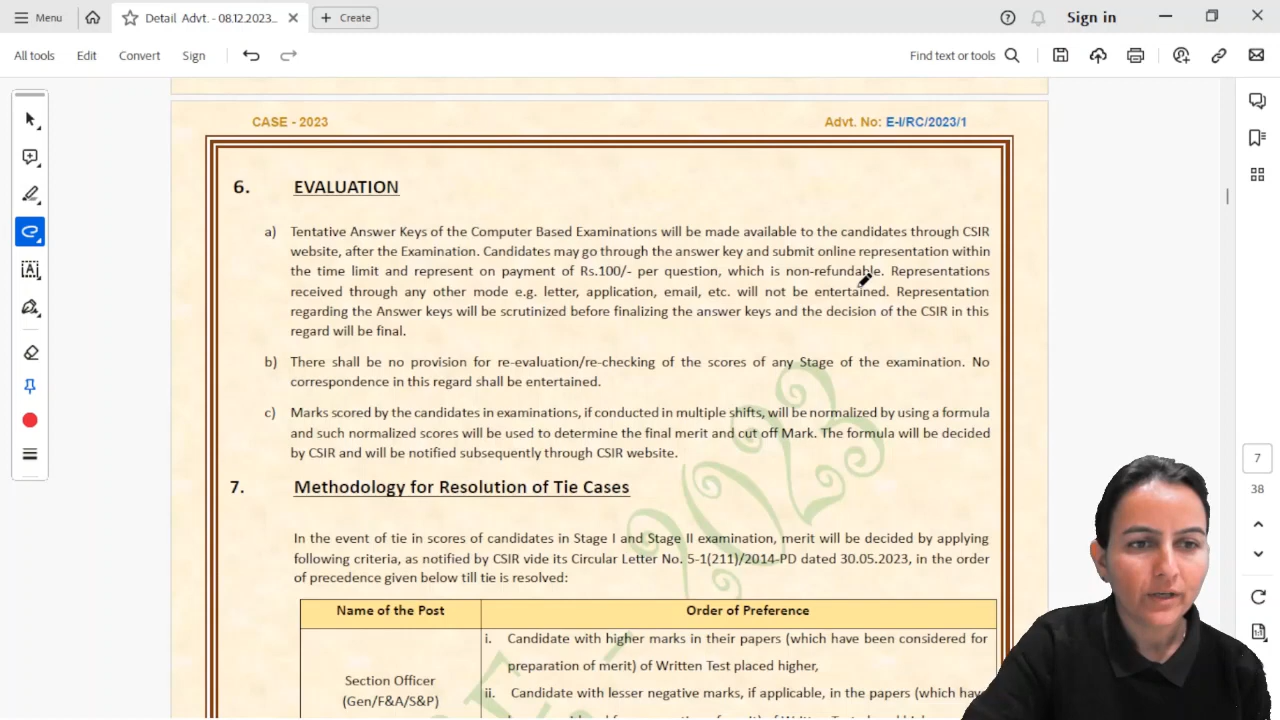 Menu
Detail Advt. - 08.12.2023...
Create
Sign in
All tools
Edit
Convert
Sign
Find text or tools
CASE - 2023
Advt. No: E-I/RC/2023/1
6. EVALUATION
a) Tentative Answer Keys of the Computer Based Examinations will be made available to the candidates through CSIR
website, after the Examination. Candidates may go through the answer key and submit online representation within
the time limit and represent on payment of Rs.100/- per question, which is non-refundable. Representations
received through any other mode e.g. letter, application, email, etc. will not be entertained. Representation
regarding the Answer keys will be scrutinized before finalizing the answer keys and the decision of the CSIR in this
regard will be final.
b) There shall be no provision for re-evaluation/re-checking of the scores of any Stage of the examination. No
correspondence in this regard shall be entertained.
c) Marks scored by the candidates in examinations, if conducted in multiple shifts, will be normalized by using a formula
and such normalized scores will be used to determine the final merit and cut off Mark. The formula will be decided
by CSIR and will be notified subsequently through CSIR website.
7. Methodology for Resolution of Tie Cases
In the event of tie in scores of candidates in Stage I and Stage II examination, merit will be decided by applying
following criteria, as notified by CSIR vide its Circular Letter No. 5-1(211)/2014-PD dated 30.05.2023, in the order
of precedence given below till tie is resolved:
Name of the Post
Order of Preference
i. Candidate with higher marks in their papers (which have been considered for
preparation of merit) of Written Test placed higher,
Section Officer
(Gen/F&A/S&P)
ii. Candidate with lesser negative marks, if applicable, in the papers (which
7
38
2023